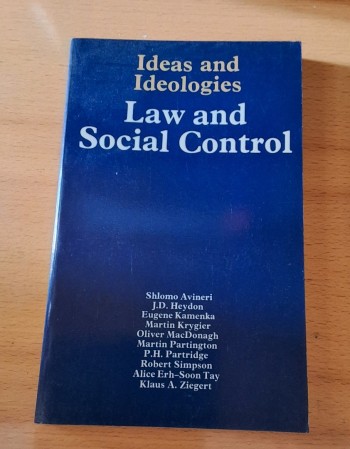 Ideas and
Ideologies
Law and
Social Control
Shlomo Avineri
J.D. Heydon
Eugene Kamenka
Martin Krygier
Oliver MacDonagh
Martin Partington
P.H. Partridge
Robert Simpson
Alice Erh-Soon Tay
Klaus A. Ziegert